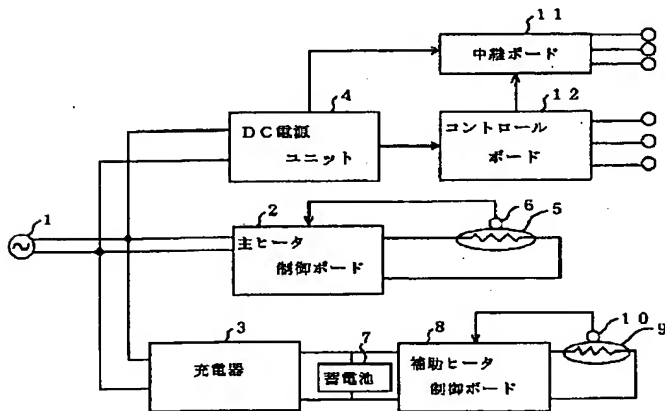 11
中継ボード
4
12
DC電源
ユニット
コントロール
ボード
1
2
6
5
主ヒータ
制御ボード
3
7
8
10
9
充電器
蓄電池
補助ヒータ
制御ボード